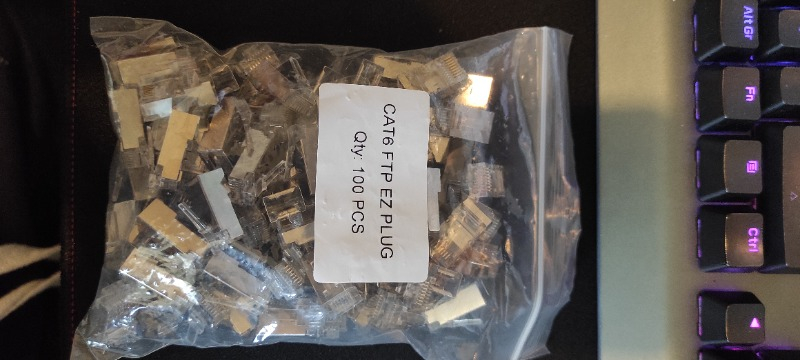 CAT6 FTP EZ PLUG
Qty: 100 PCS
AltGr
Fn
Ctrl